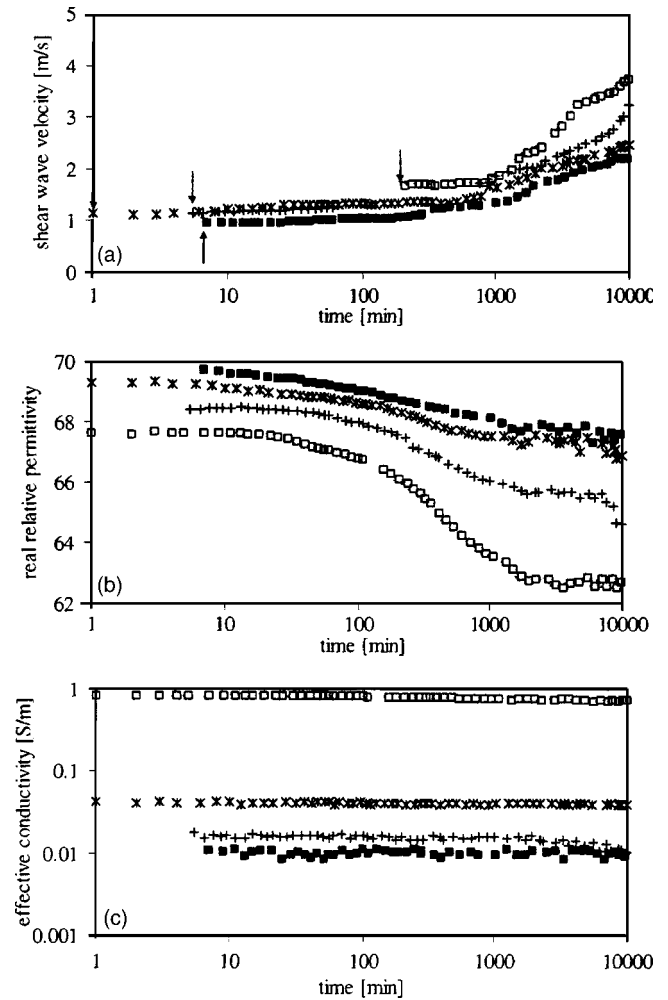 5
4
3
2
1
0
shear wave velocity [m/s]
(a)
1 10 100 1000 10000
time [min]
70
68
66
64
62
real relative permittivity
(b)
1 10 100 1000 10000
time [min]
1
0.1
0.01
0.001
effective conductivity [S/m]
(c)
1 10 100 1000 10000
time [min]